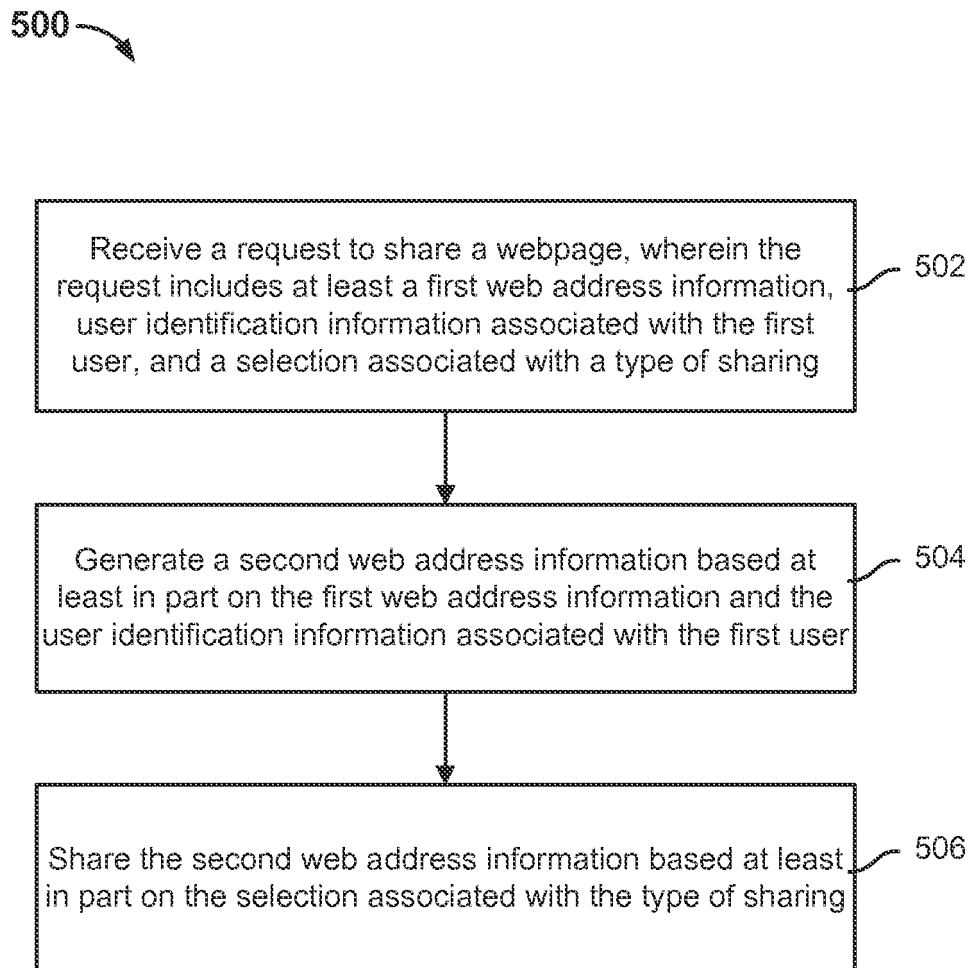 500
Receive a request to share a webpage, wherein the
request includes at least a first web address information,
user identification information associated with the first
user, and a selection associated with a type of sharing
502
Generate a second web address information based at
least in part on the first web address information and the
user identification information associated with the first user
504
Share the second web address information based at least
in part on the selection associated with the type of sharing
506